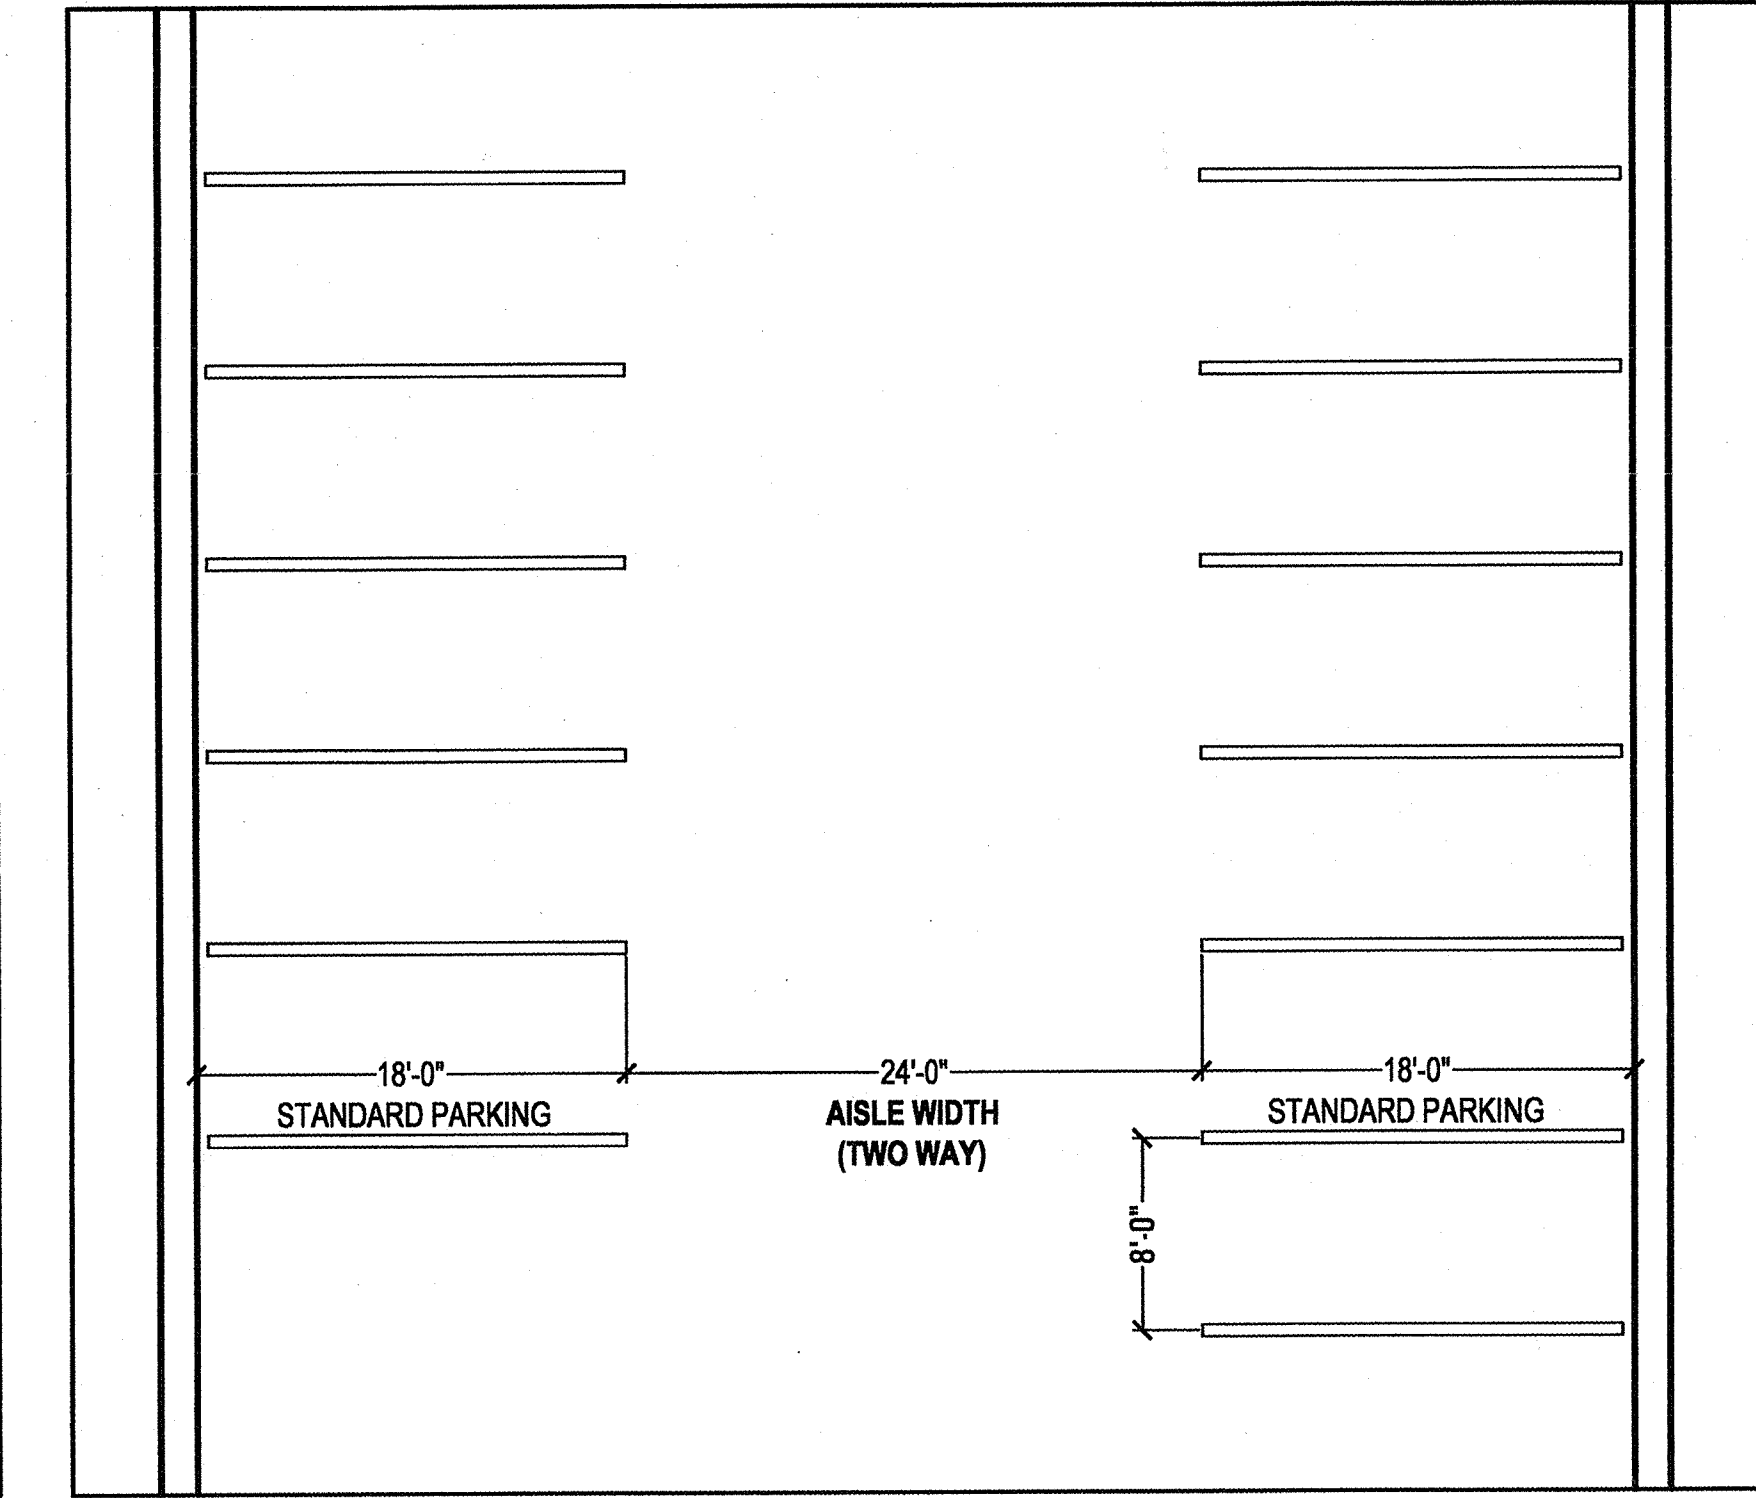 18'-0"
24'-0"
18'-0"
STANDARD PARKING
AISLE WIDTH
(TWO WAY)
STANDARD PARKING
8'-0"